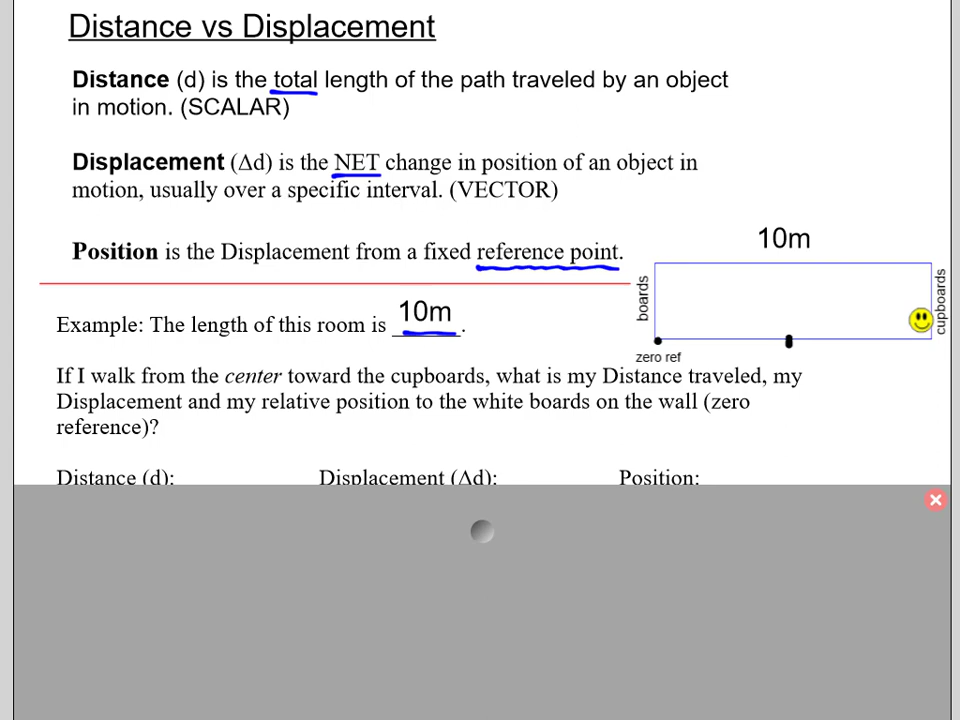 Distance vs Displacement
Distance (d) is the total length of the path traveled by an object
in motion. (SCALAR)
Displacement (Δd) is the NET change in position of an object in
motion, usually over a specific interval. (VECTOR)
Position is the Displacement from a fixed reference point.
10m
boards
cupboards
zero ref
Example: The length of this room is 10m.
If I walk from the center toward the cupboards, what is my Distance traveled, my
Displacement and my relative position to the white boards on the wall (zero
reference)?
Distance (d): Displacement (Δd): Position: